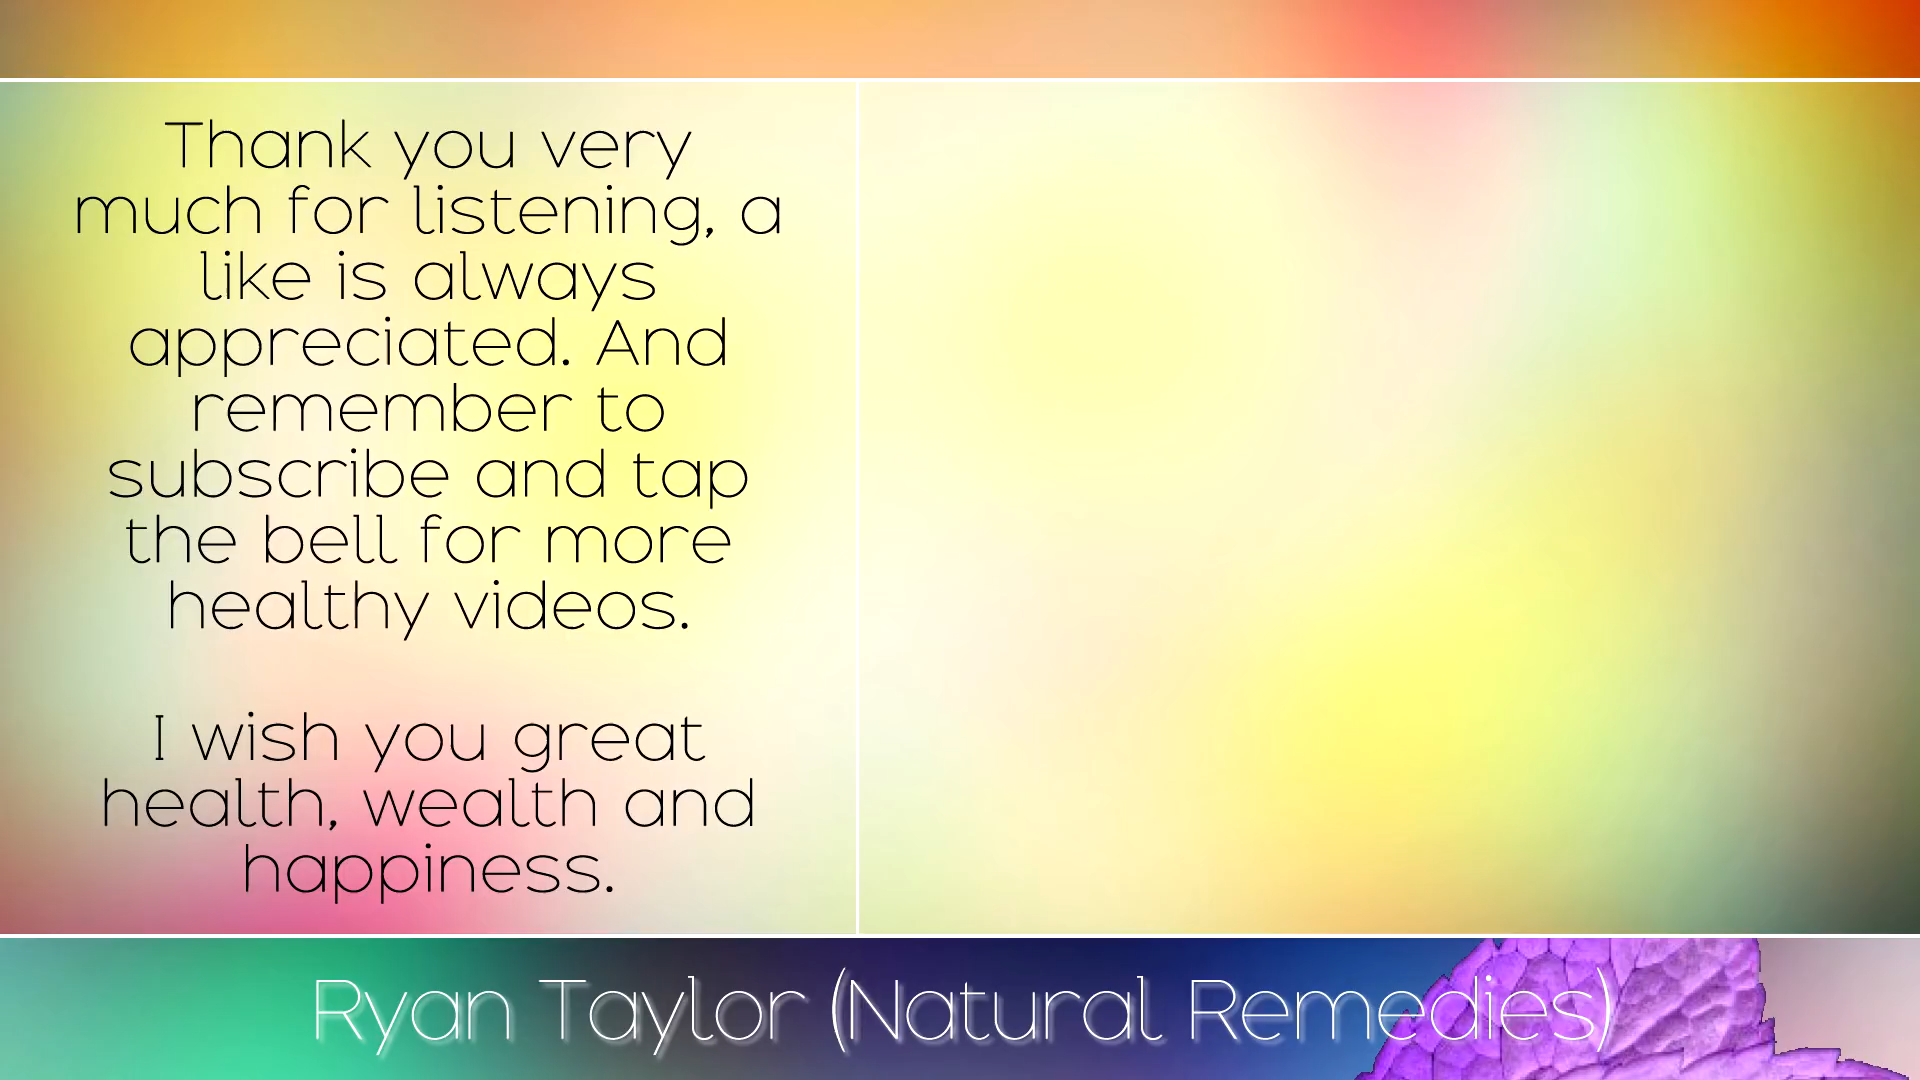 Thank you very
much for listening, a
like is always
appreciated. And
remember to
subscribe and tap
the bell for more
healthy videos.
I wish you great
health, wealth and
happiness.
Ryan Taylor (Natural Remedies)